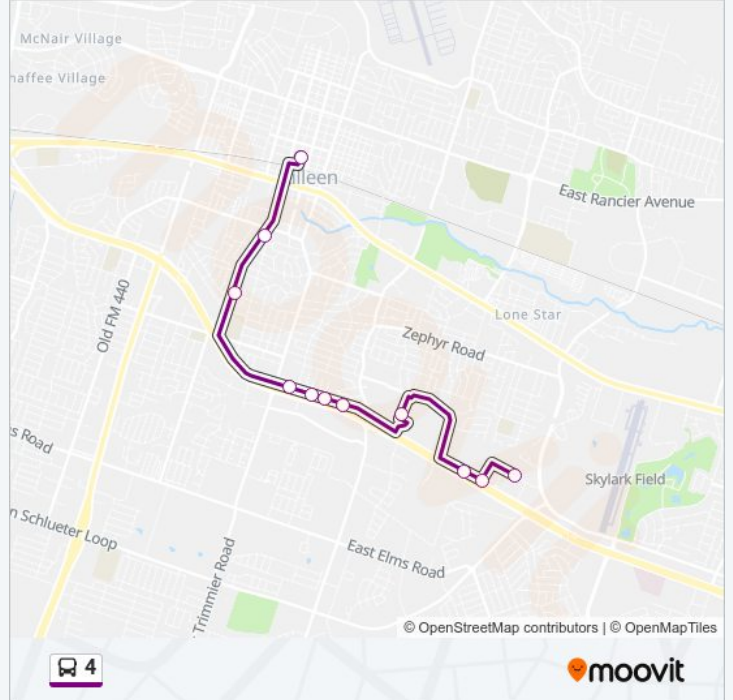 McNair Village
haffee Village
illeen
East Rancier Avenue
Old FM 440
Lone Star
Zephyr Road
s Road
Skylark Field
n Schlueter Loop
East Elms Road
Trimmier Road
© OpenStreetMap contributors | © OpenMapTiles
4
moovit